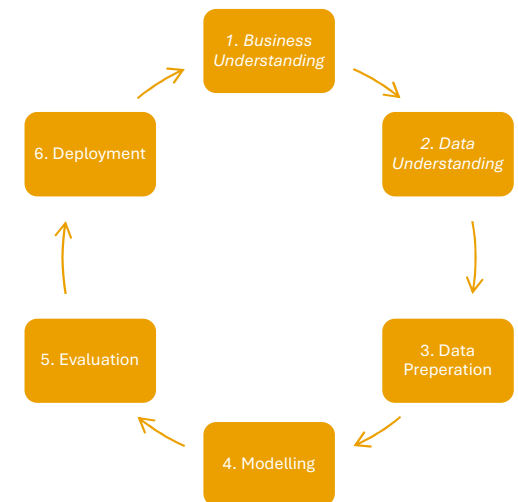 1. Business
Understanding
2. Data
Understanding
3. Data
Preperation
4. Modelling
5. Evaluation
6. Deployment